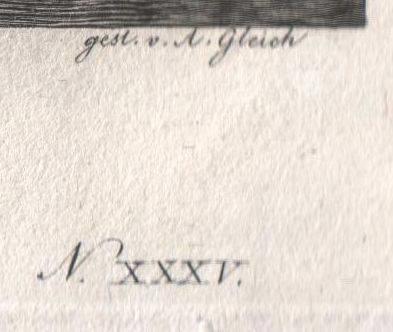 gest. v. A. Gleich
N. XXXV.